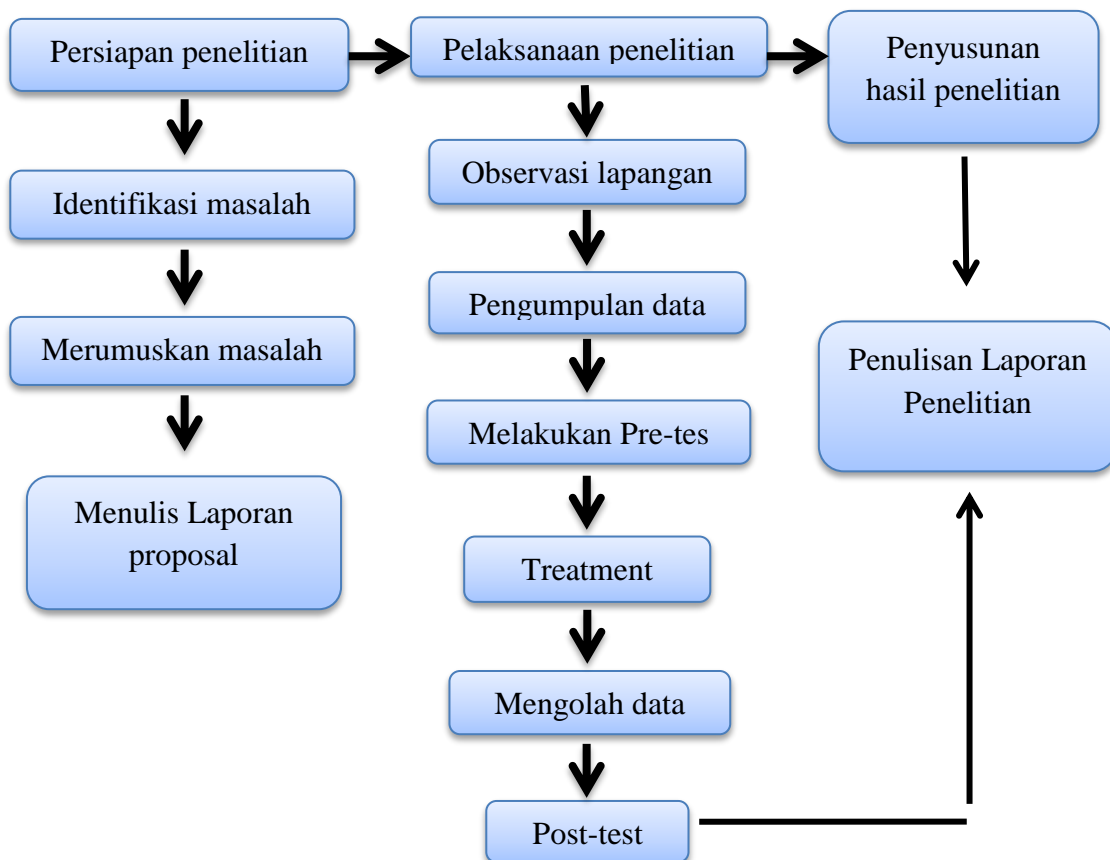 Persiapan penelitian
Pelaksanaan penelitian
Penyusunan
hasil penelitian
Identifikasi masalah
Merumuskan masalah
Menulis Laporan
proposal
Observasi lapangan
Pengumpulan data
Melakukan Pre-tes
Treatment
Mengolah data
Post-test
Penulisan Laporan
Penelitian